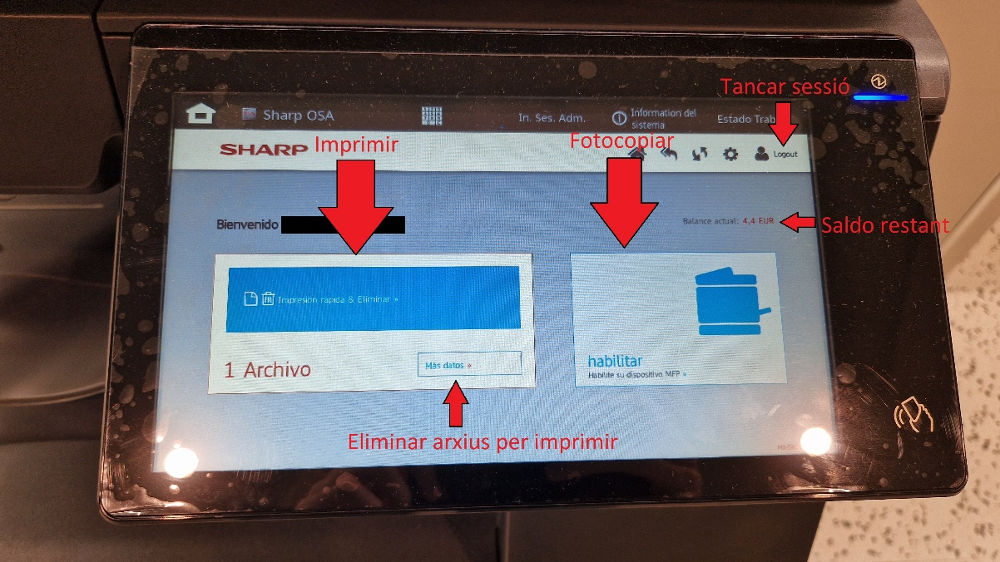 Tancar sessió
Sharp OSA
In. Ses. Adm.
Information del
sistema
Estado Trab
SHARP
Imprimir
Fotocopiar
Logout
Bienvenido
Balance actual: 4,4 EUR
Saldo restant
Impresión rápida & Eliminar »
1 Archivo
Más datos »
habilitar
Habilite su dispositivo MFP »
Eliminar arxius per imprimir